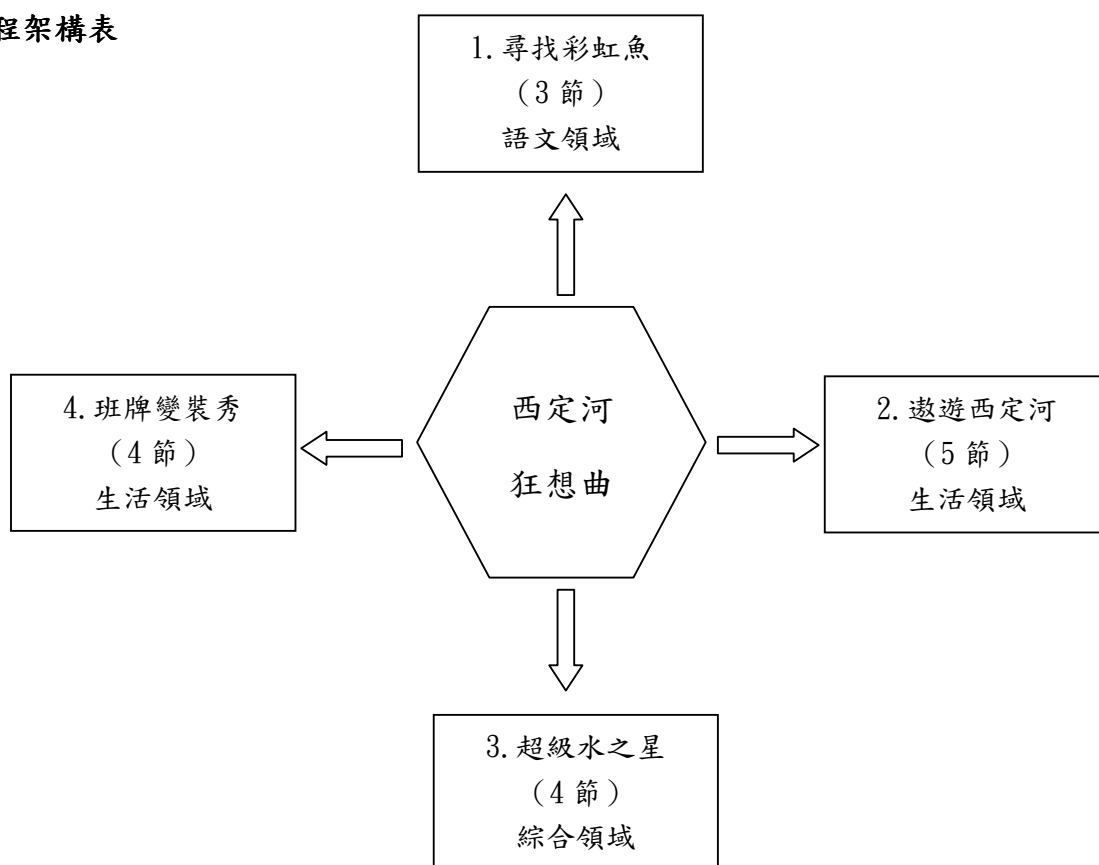 程架構表
1.尋找彩虹魚
（3 節）
語文領域
西定河
狂想曲
2.遨遊西定河
（5 節）
生活領域
3.超級水之星
（4 節）
綜合領域
4.班牌變裝秀
（4 節）
生活領域